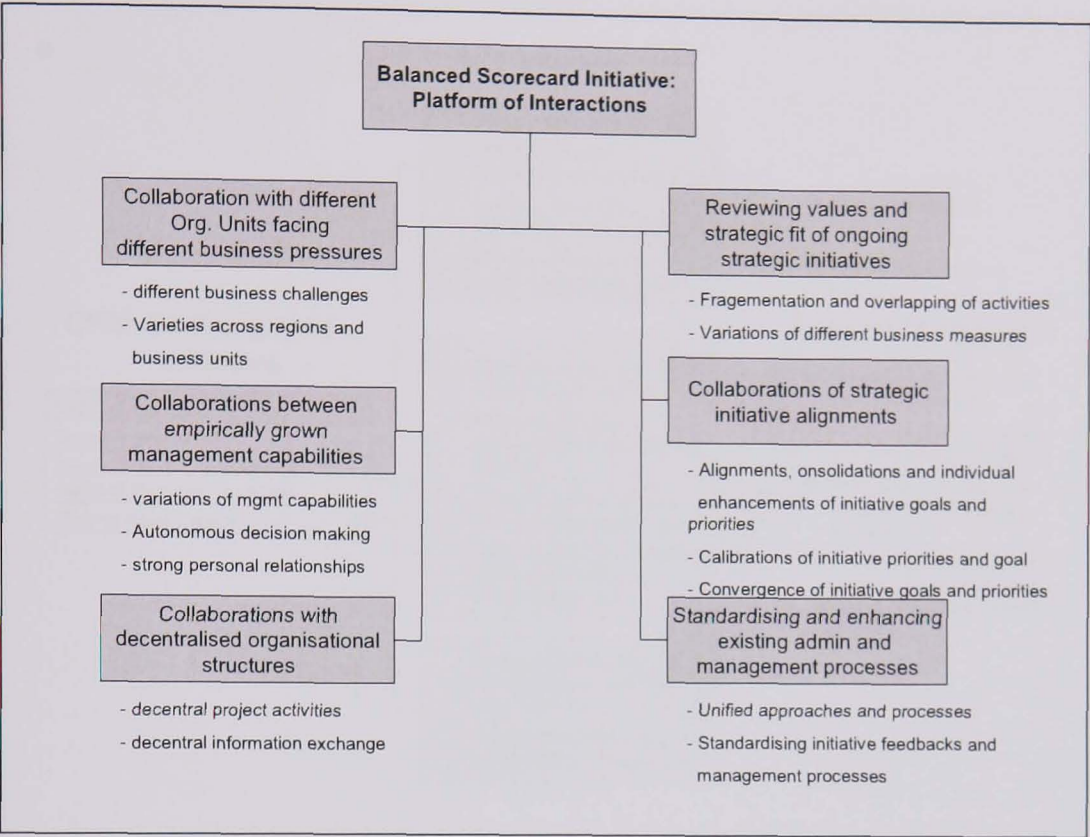 Balanced Scorecard Initiative:
Platform of Interactions
Collaboration with different
Org. Units facing
different business pressures
- different business challenges
- Varieties across regions and
business units
Collaborations between
empirically grown
management capabilities
- variations of mgmt capabilities
- Autonomous decision making
- strong personal relationships
Collaborations with
decentralised organisational
structures
- decentral project activities
- decentral information exchange
Reviewing values and
strategic fit of ongoing
strategic initiatives
- Fragementation and overlapping of activities
- Variations of different business measures
Collaborations of strategic
initiative alignments
- Alignments, onsolidations and individual
enhancements of initiative goals and
priorities
- Calibrations of initiative priorities and goal
- Convergence of initiative goals and priorities
Standardising and enhancing
existing admin and
management processes
- Unified approaches and processes
- Standardising initiative feedbacks and
management processes